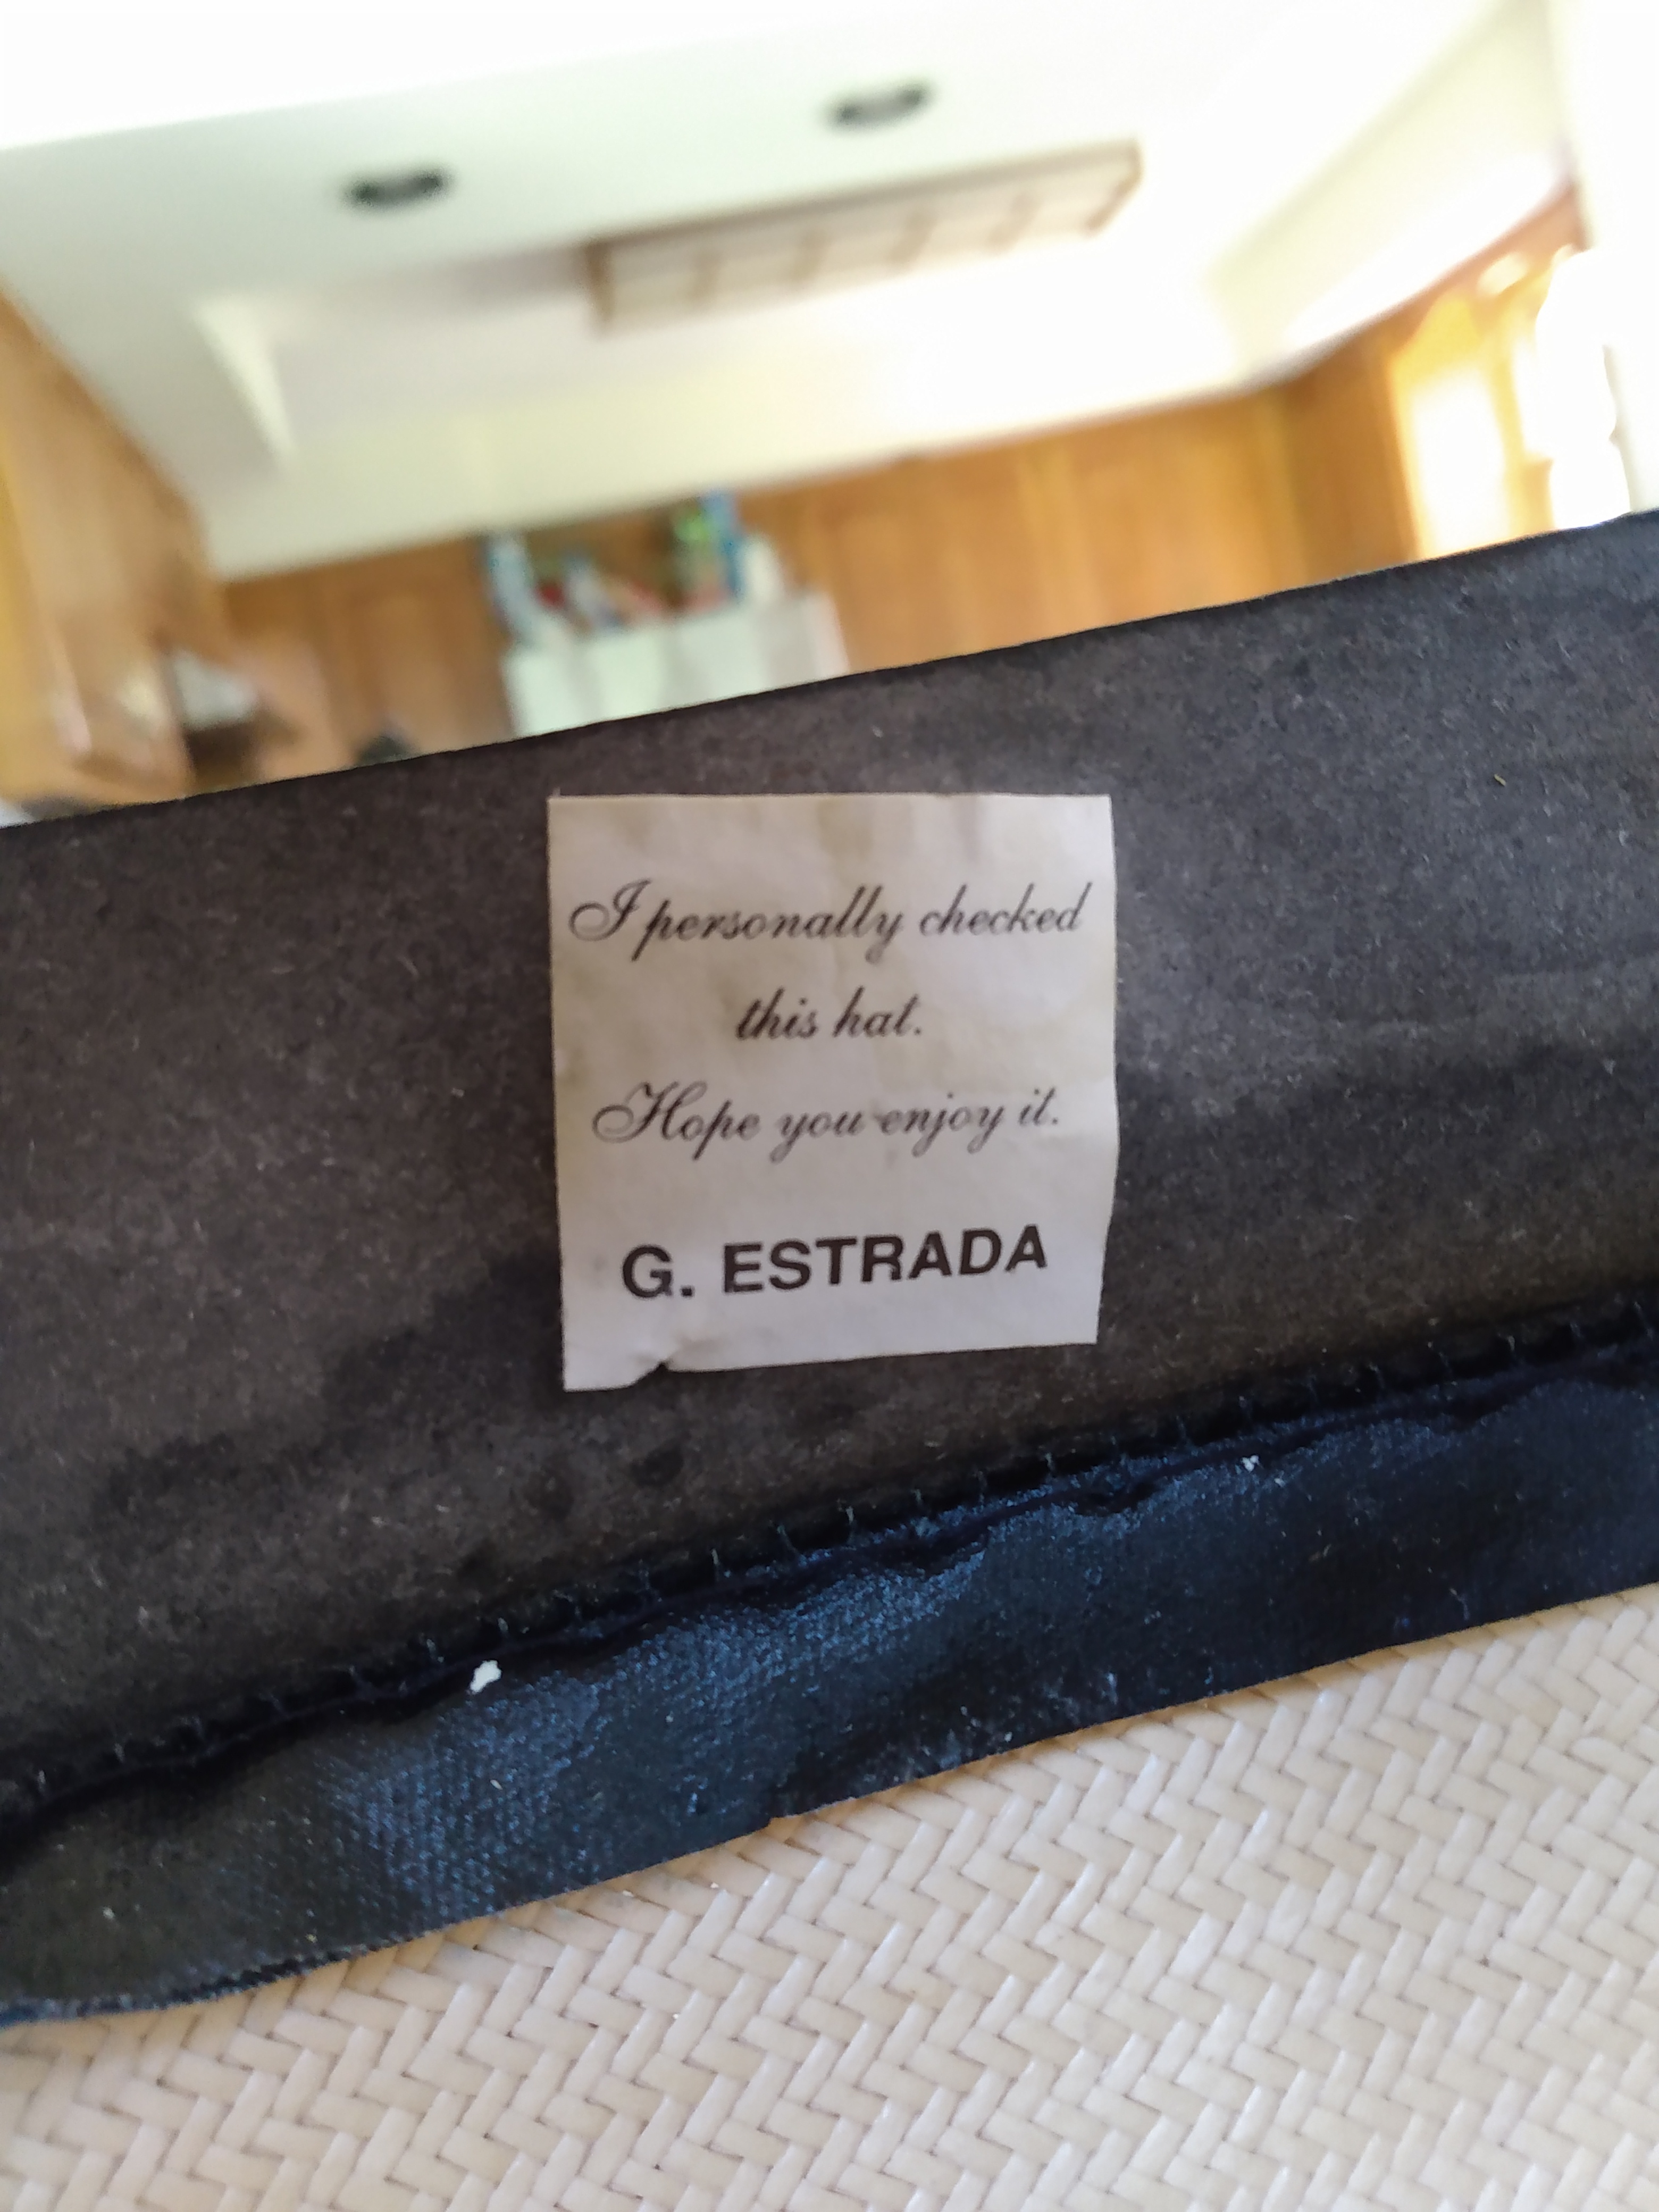 I personally checked
this hat.
Hope you enjoy it.
G. ESTRADA